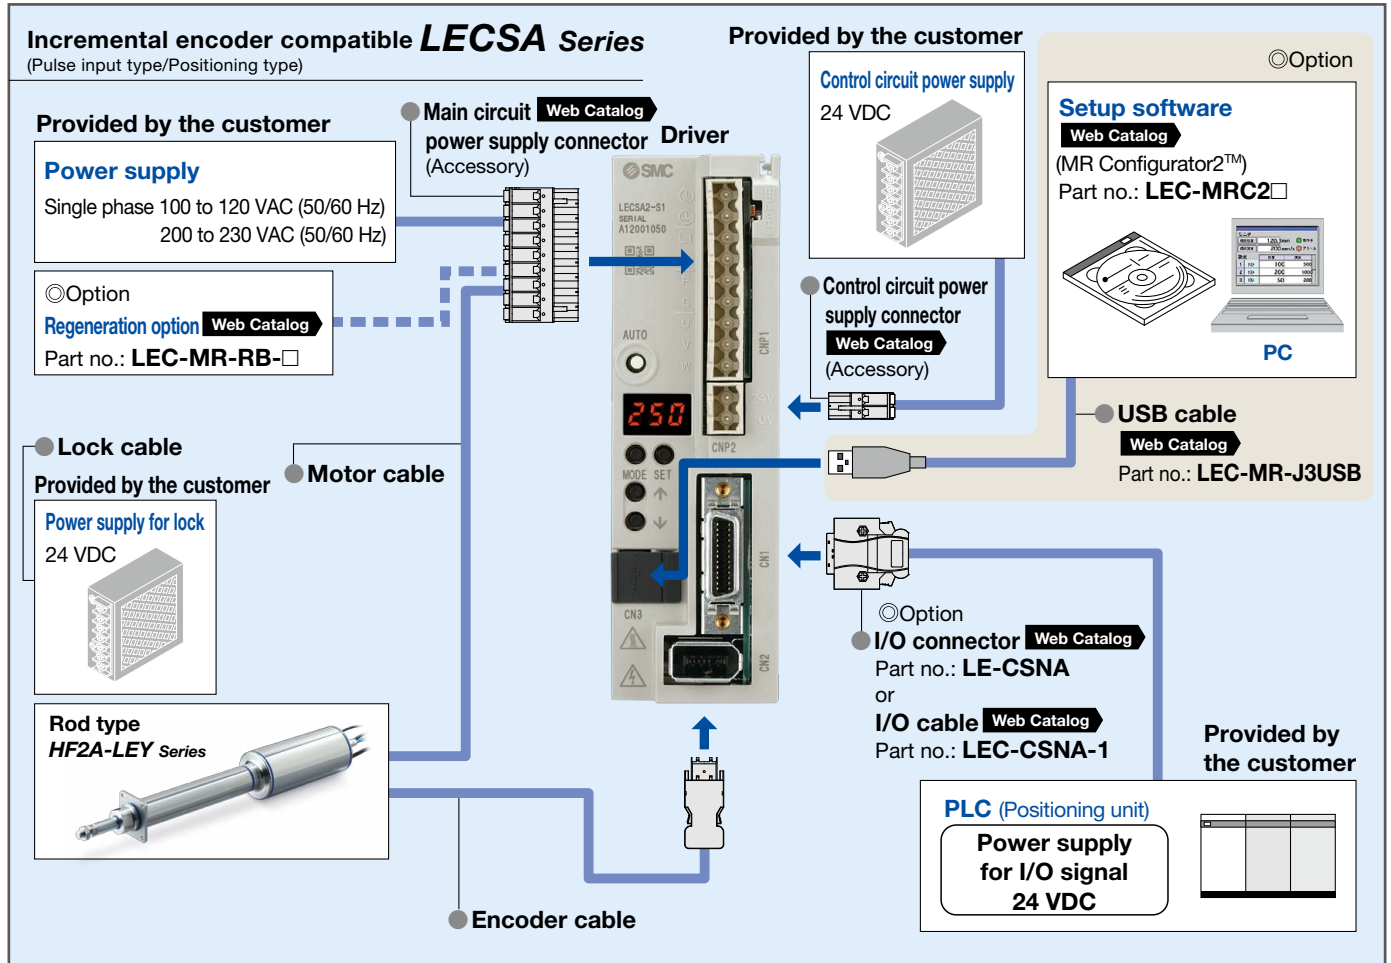 Incremental encoder compatible LECSA Series
(Pulse input type/Positioning type)
Provided by the customer
Power supply
Single phase 100 to 120 VAC (50/60 Hz)
200 to 230 VAC (50/60 Hz)
◎Option
Regeneration option Web Catalog
Part no.: LEC-MR-RB-□
Main circuit Web Catalog
power supply connector
(Accessory)
Driver
SMC
LECSA2-S1
SERIAL
A12001050
AUTO
250
MODE SET
CNP1
24V
0V
CNP2
CN1
CN2
CN3
U
V
W
Provided by the customer
Control circuit power supply
24 VDC
Control circuit power
supply connector
Web Catalog
(Accessory)
◎Option
Setup software
Web Catalog
(MR Configurator2™)
Part no.: LEC-MRC2□
PC
USB cable
Web Catalog
Part no.: LEC-MR-J3USB
Lock cable
Motor cable
Provided by the customer
Power supply for lock
24 VDC
◎Option
I/O connector Web Catalog
Part no.: LE-CSNA
or
I/O cable Web Catalog
Part no.: LEC-CSNA-1
Rod type
HF2A-LEY Series
Encoder cable
Provided by
the customer
PLC (Positioning unit)
Power supply
for I/O signal
24 VDC